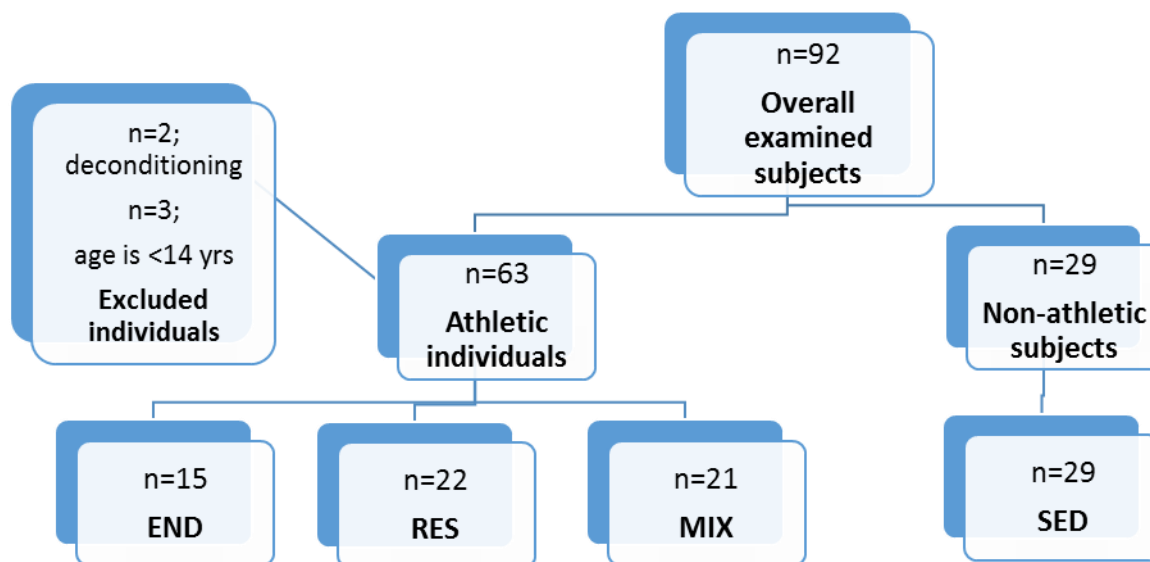 n=92
Overall
examined
subjects
n=2;
deconditioning
n=3;
age is <14 yrs
Excluded
individuals
n=63
Athletic
individuals
n=29
Non-athletic
subjects
n=15
END
n=22
RES
n=21
MIX
n=29
SED